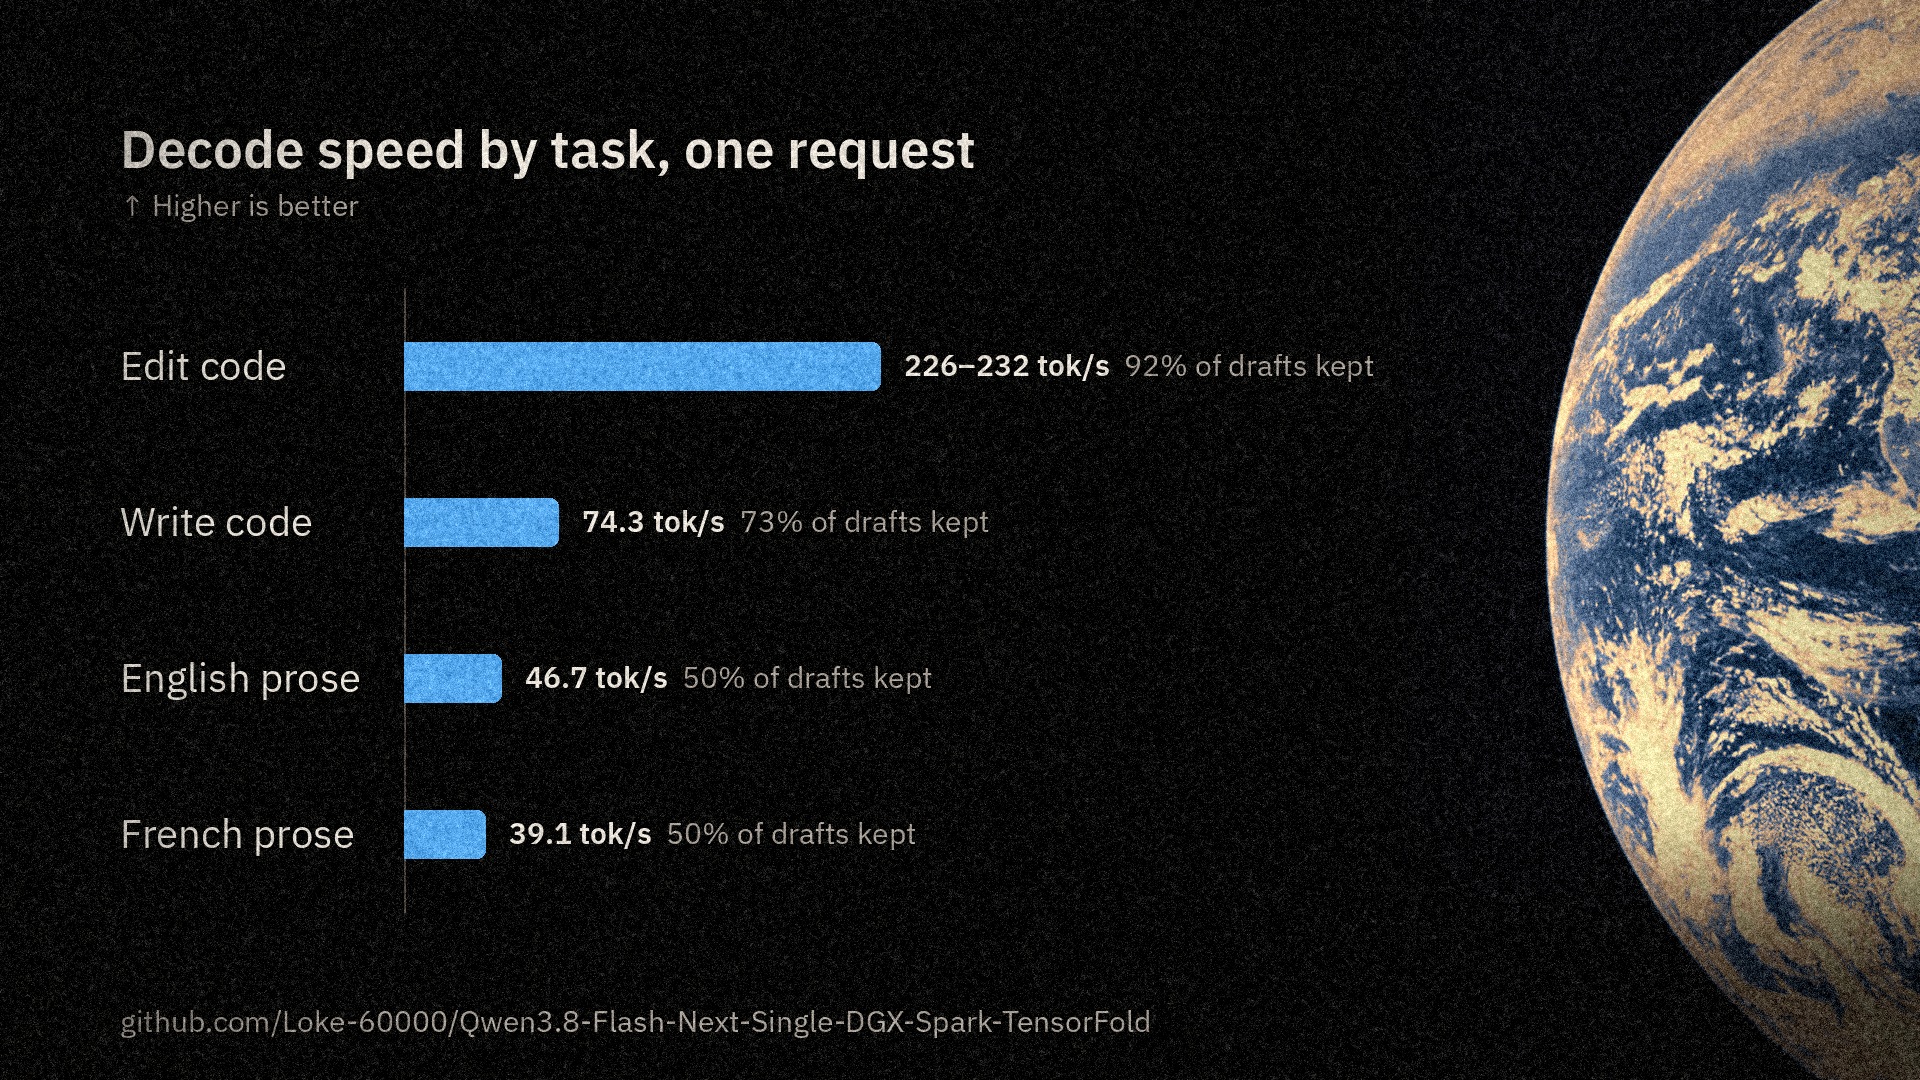 Decode speed by task, one request
↑ Higher is better
Edit code 226–232 tok/s 92% of drafts kept
Write code 74.3 tok/s 73% of drafts kept
English prose 46.7 tok/s 50% of drafts kept
French prose 39.1 tok/s 50% of drafts kept
github.com/Loke-60000/Qwen3.8-Flash-Next-Single-DGX-Spark-TensorFold